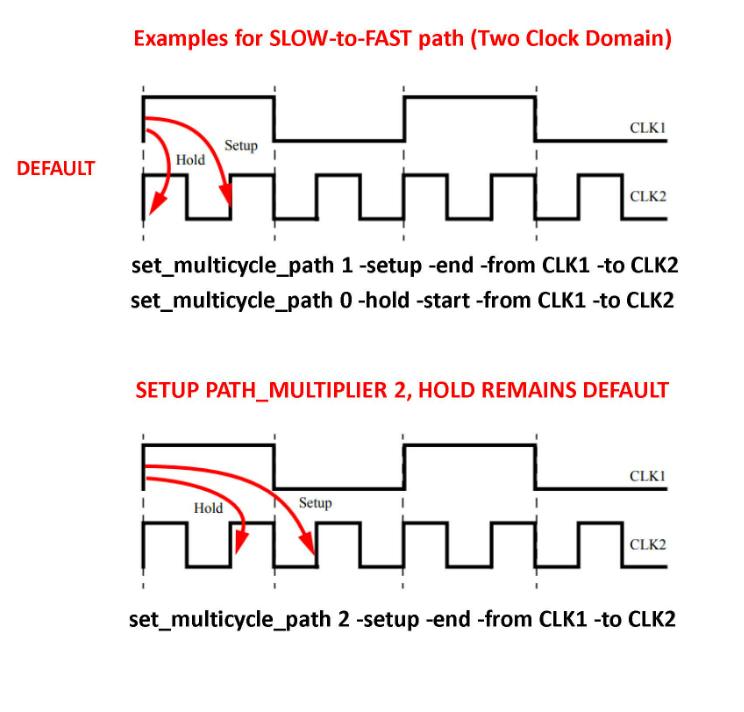 Examples for SLOW-to-FAST path (Two Clock Domain)
CLK1
Setup
Hold
DEFAULT
CLK2
set_multicycle_path 1 -setup -end -from CLK1 -to CLK2
set_multicycle_path 0 -hold -start -from CLK1 -to CLK2
SETUP PATH_MULTIPLIER 2, HOLD REMAINS DEFAULT
CLK1
Setup
Hold
CLK2
set_multicycle_path 2 -setup -end -from CLK1 -to CLK2